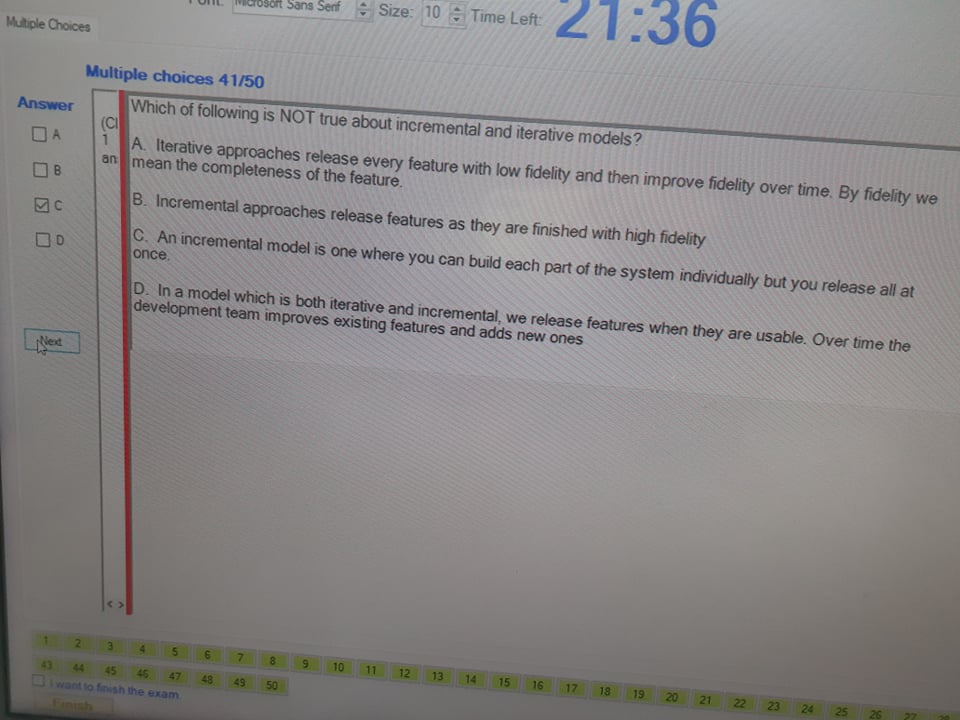 Microsoft Sans Serif Size: 10 Time Left: 21:36
Multiple Choices
Multiple choices 41/50
Answer
A
B
C
D
Next
(Cl
1
an
Which of following is NOT true about incremental and iterative models?
A. Iterative approaches release every feature with low fidelity and then improve fidelity over time. By fidelity we
mean the completeness of the feature.
B. Incremental approaches release features as they are finished with high fidelity
C. An incremental model is one where you can build each part of the system individually but you release all at
once.
D. In a model which is both iterative and incremental, we release features when they are usable. Over time the
development team improves existing features and adds new ones
< >
1 2 3 4 5 6 7 8 9 10 11 12 13 14 15 16 17 18 19 20 21 22 23 24 25 26 27
43 44 45 46 47 48 49 50
I want to finish the exam.
Finish